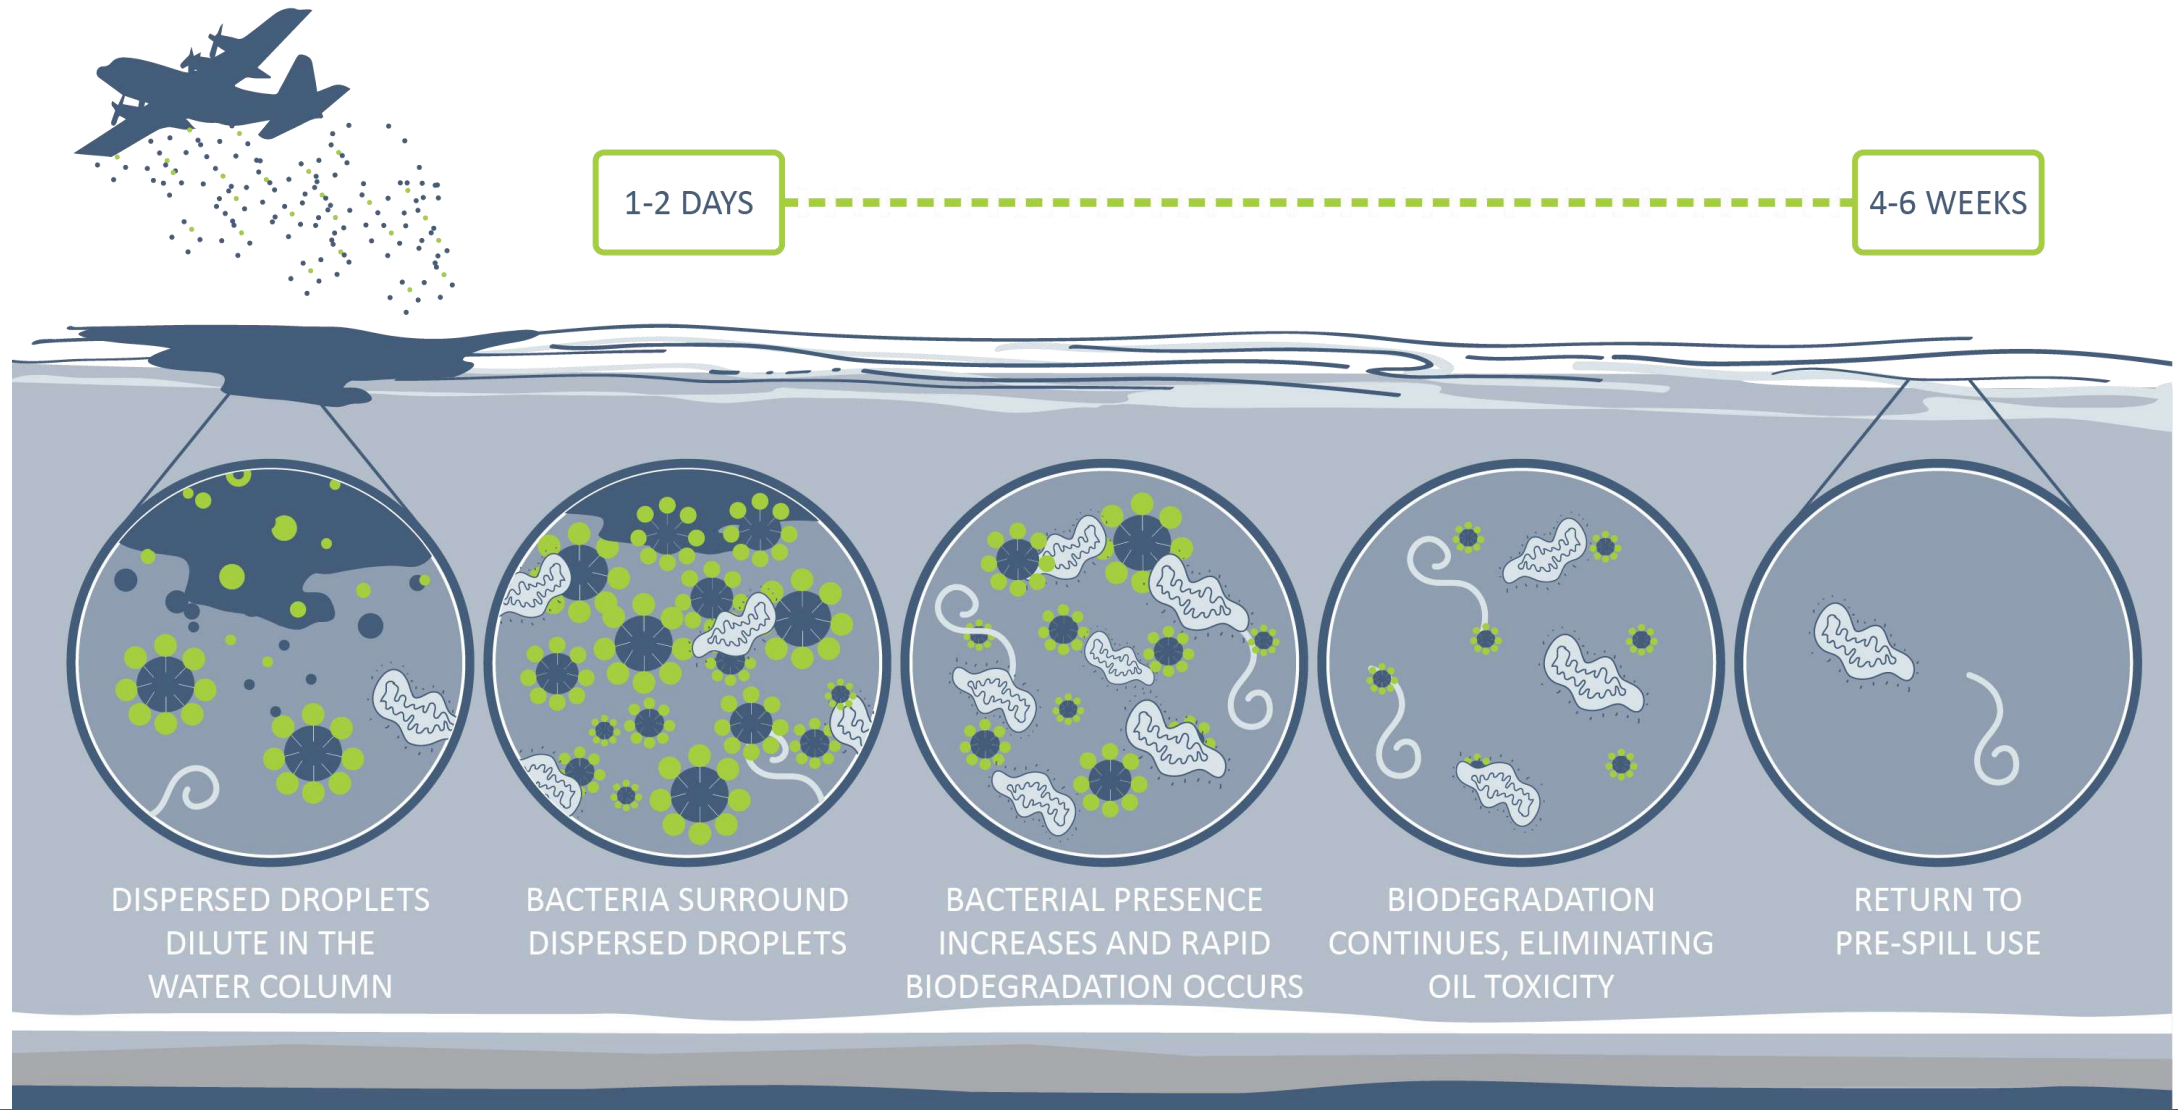 1-2 DAYS
4-6 WEEKS
DISPERSED DROPLETS
DILUTE IN THE
WATER COLUMN
BACTERIA SURROUND
DISPERSED DROPLETS
BACTERIAL PRESENCE
INCREASES AND RAPID
BIODEGRADATION OCCURS
BIODEGRADATION
CONTINUES, ELIMINATING
OIL TOXICITY
RETURN TO
PRE-SPILL USE